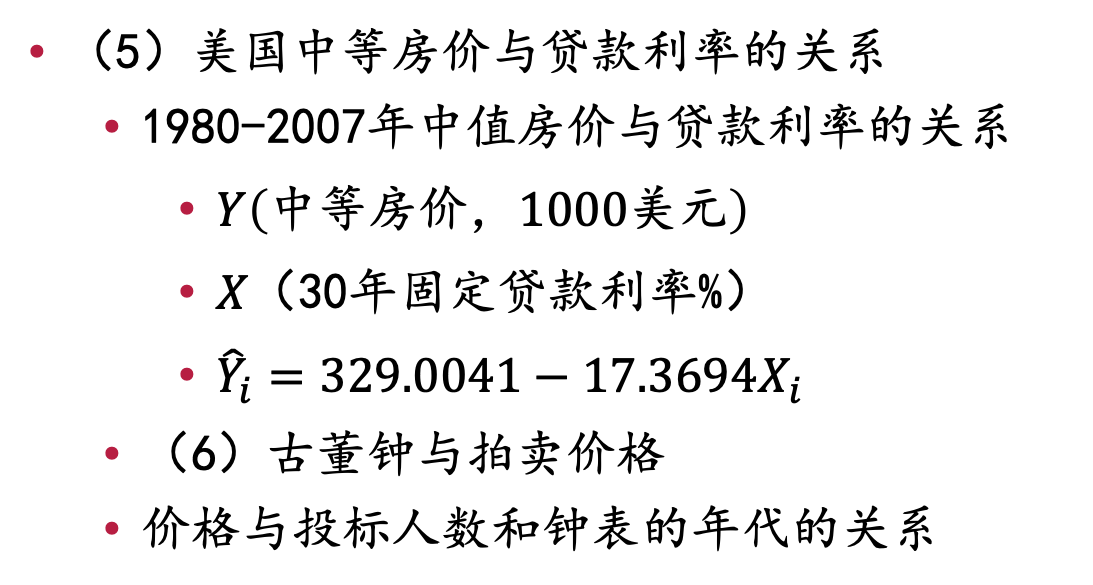 • （5）美国中等房价与贷款利率的关系
• 1980-2007年中值房价与贷款利率的关系
• Y(中等房价，1000美元)
• X（30年固定贷款利率%）
• Ŷᵢ = 329.0041 − 17.3694Xᵢ
• （6）古董钟与拍卖价格
• 价格与投标人数和钟表的年代的关系